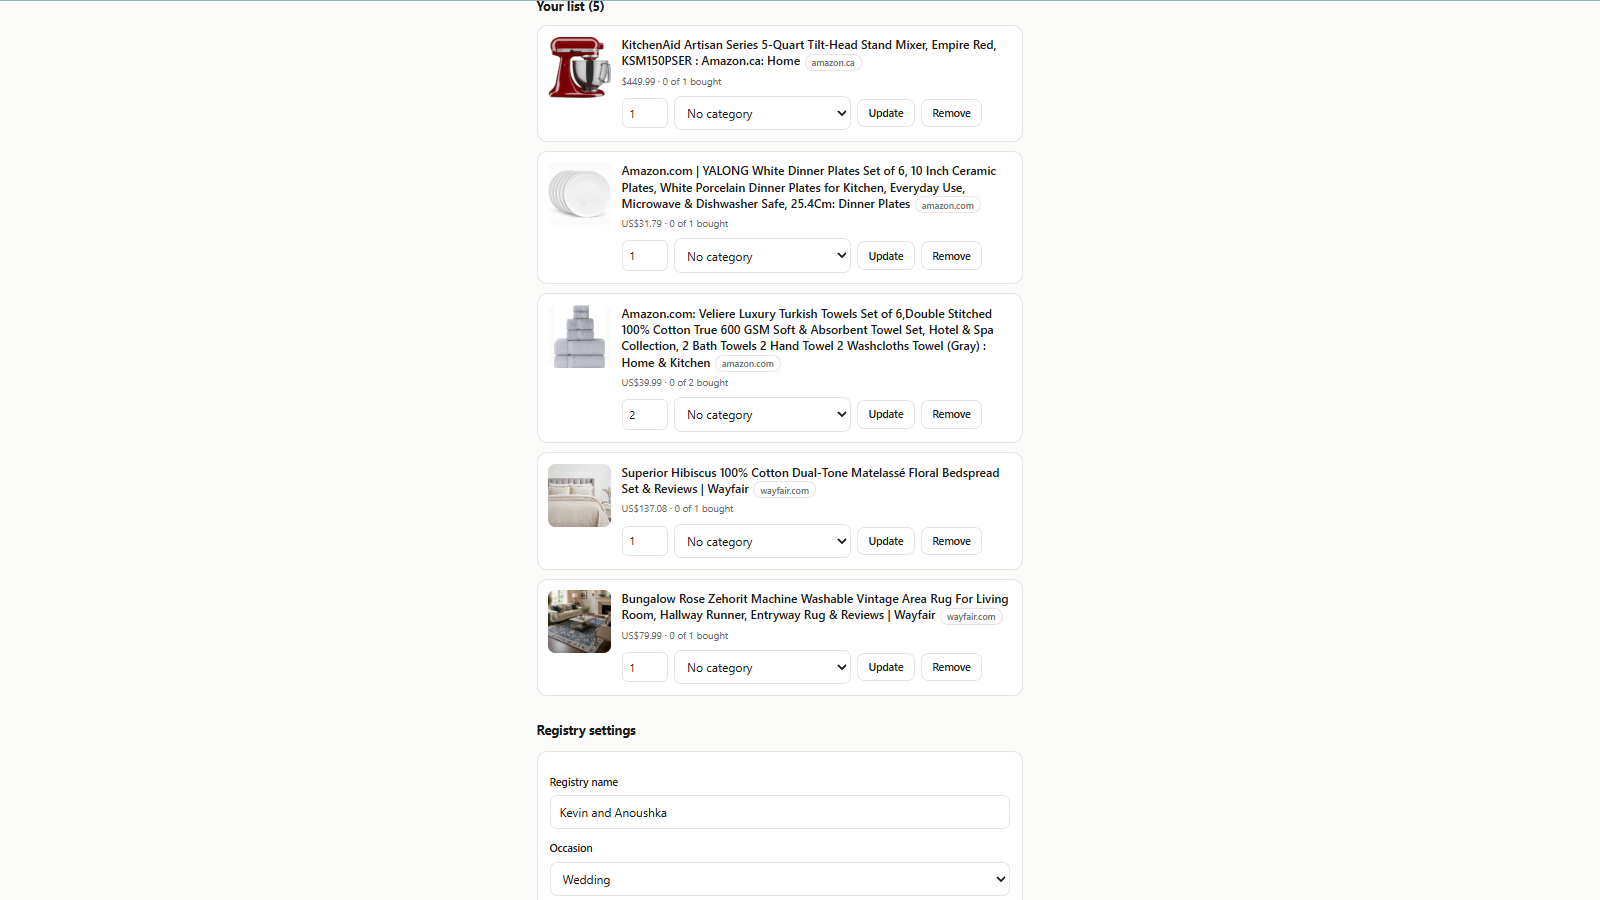 Your list (5)
KitchenAid Artisan Series 5-Quart Tilt-Head Stand Mixer, Empire Red,
KSM150PSER : Amazon.ca: Home amazon.ca
$449.99 · 0 of 1 bought
1 No category Update Remove
Amazon.com | YALONG White Dinner Plates Set of 6, 10 Inch Ceramic
Plates, White Porcelain Dinner Plates for Kitchen, Everyday Use,
Microwave & Dishwasher Safe, 25.4Cm: Dinner Plates amazon.com
US$31.79 · 0 of 1 bought
1 No category Update Remove
Amazon.com: Veliere Luxury Turkish Towels Set of 6,Double Stitched
100% Cotton True 600 GSM Soft & Absorbent Towel Set, Hotel & Spa
Collection, 2 Bath Towels 2 Hand Towel 2 Washcloths Towel (Gray) :
Home & Kitchen amazon.com
US$39.99 · 0 of 2 bought
2 No category Update Remove
Superior Hibiscus 100% Cotton Dual-Tone Matelassé Floral Bedspread
Set & Reviews | Wayfair wayfair.com
US$137.08 · 0 of 1 bought
1 No category Update Remove
Bungalow Rose Zehorit Machine Washable Vintage Area Rug For Living
Room, Hallway Runner, Entryway Rug & Reviews | Wayfair wayfair.com
US$79.99 · 0 of 1 bought
1 No category Update Remove
Registry settings
Registry name
Kevin and Anoushka
Occasion
Wedding